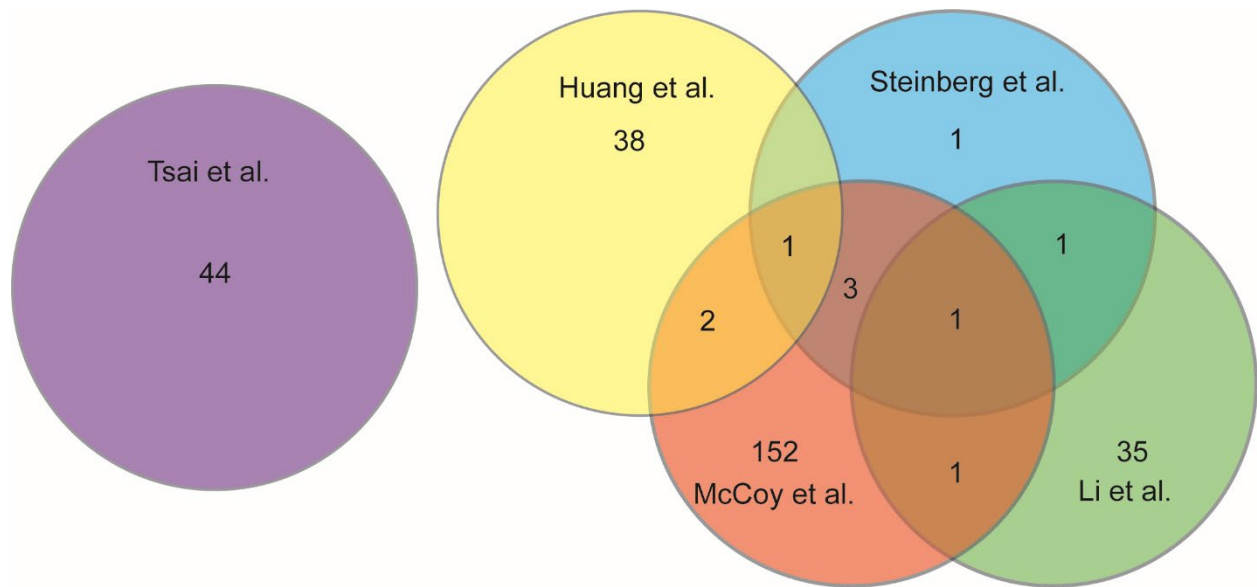 Tsai et al.
44
Huang et al.
38
Steinberg et al.
1
1
2
3
1
1
1
152
McCoy et al.
35
Li et al.